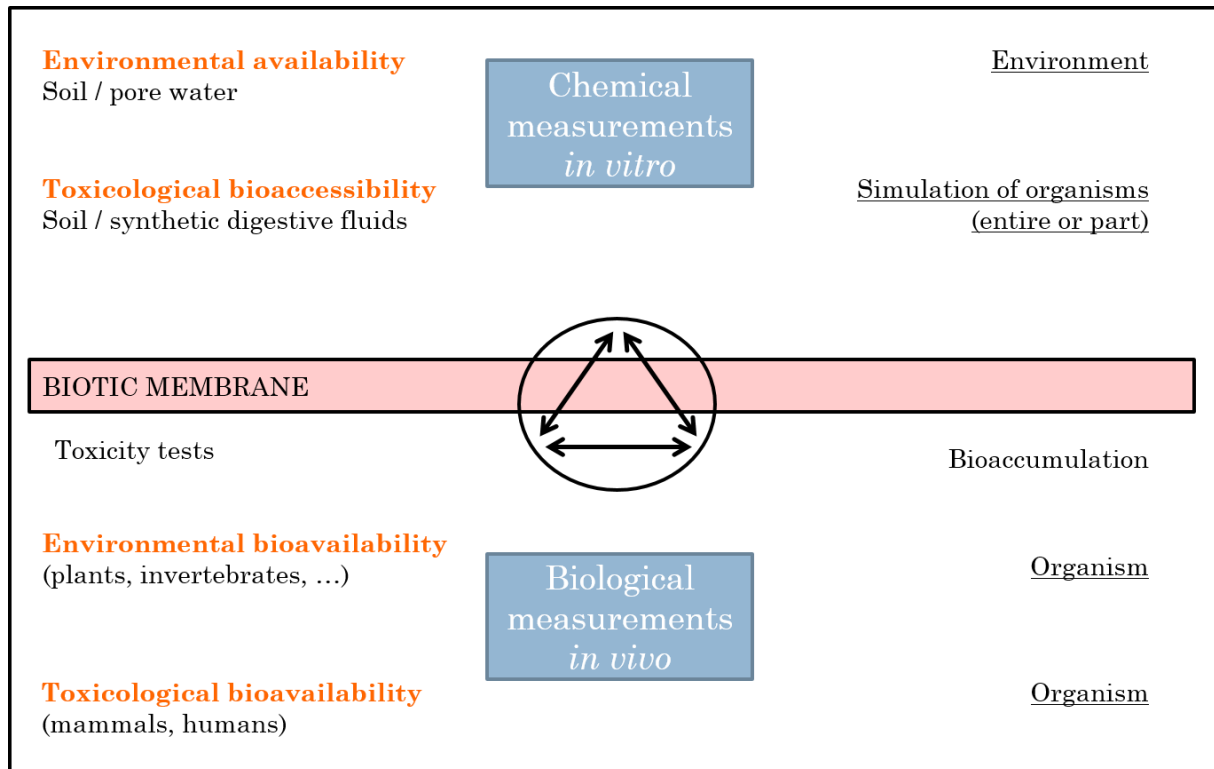 Environmental availability
Soil / pore water
Chemical
measurements
in vitro
Environment
Toxicological bioaccessibility
Soil / synthetic digestive fluids
Simulation of organisms
(entire or part)
BIOTIC MEMBRANE
Toxicity tests
Bioaccumulation
Environmental bioavailability
(plants, invertebrates, …)
Biological
measurements
in vivo
Organism
Toxicological bioavailability
(mammals, humans)
Organism